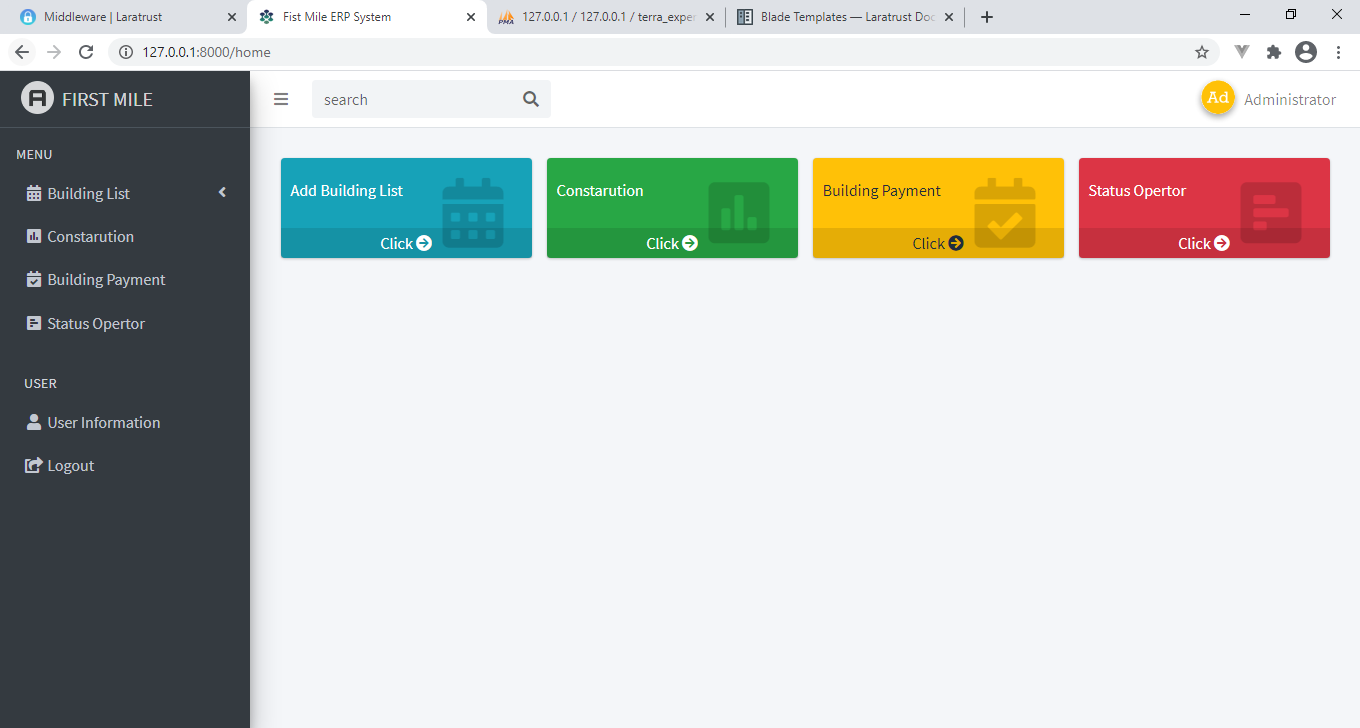 Middleware | Laratrust
Fist Mile ERP System
127.0.0.1 / 127.0.0.1 / terra_exper
Blade Templates — Laratrust Doc
127.0.0.1:8000/home
FIRST MILE
search
Ad
Administrator
MENU
Building List
Constarution
Building Payment
Status Opertor
USER
User Information
Logout
Add Building List
Click
Constarution
Click
Building Payment
Click
Status Opertor
Click